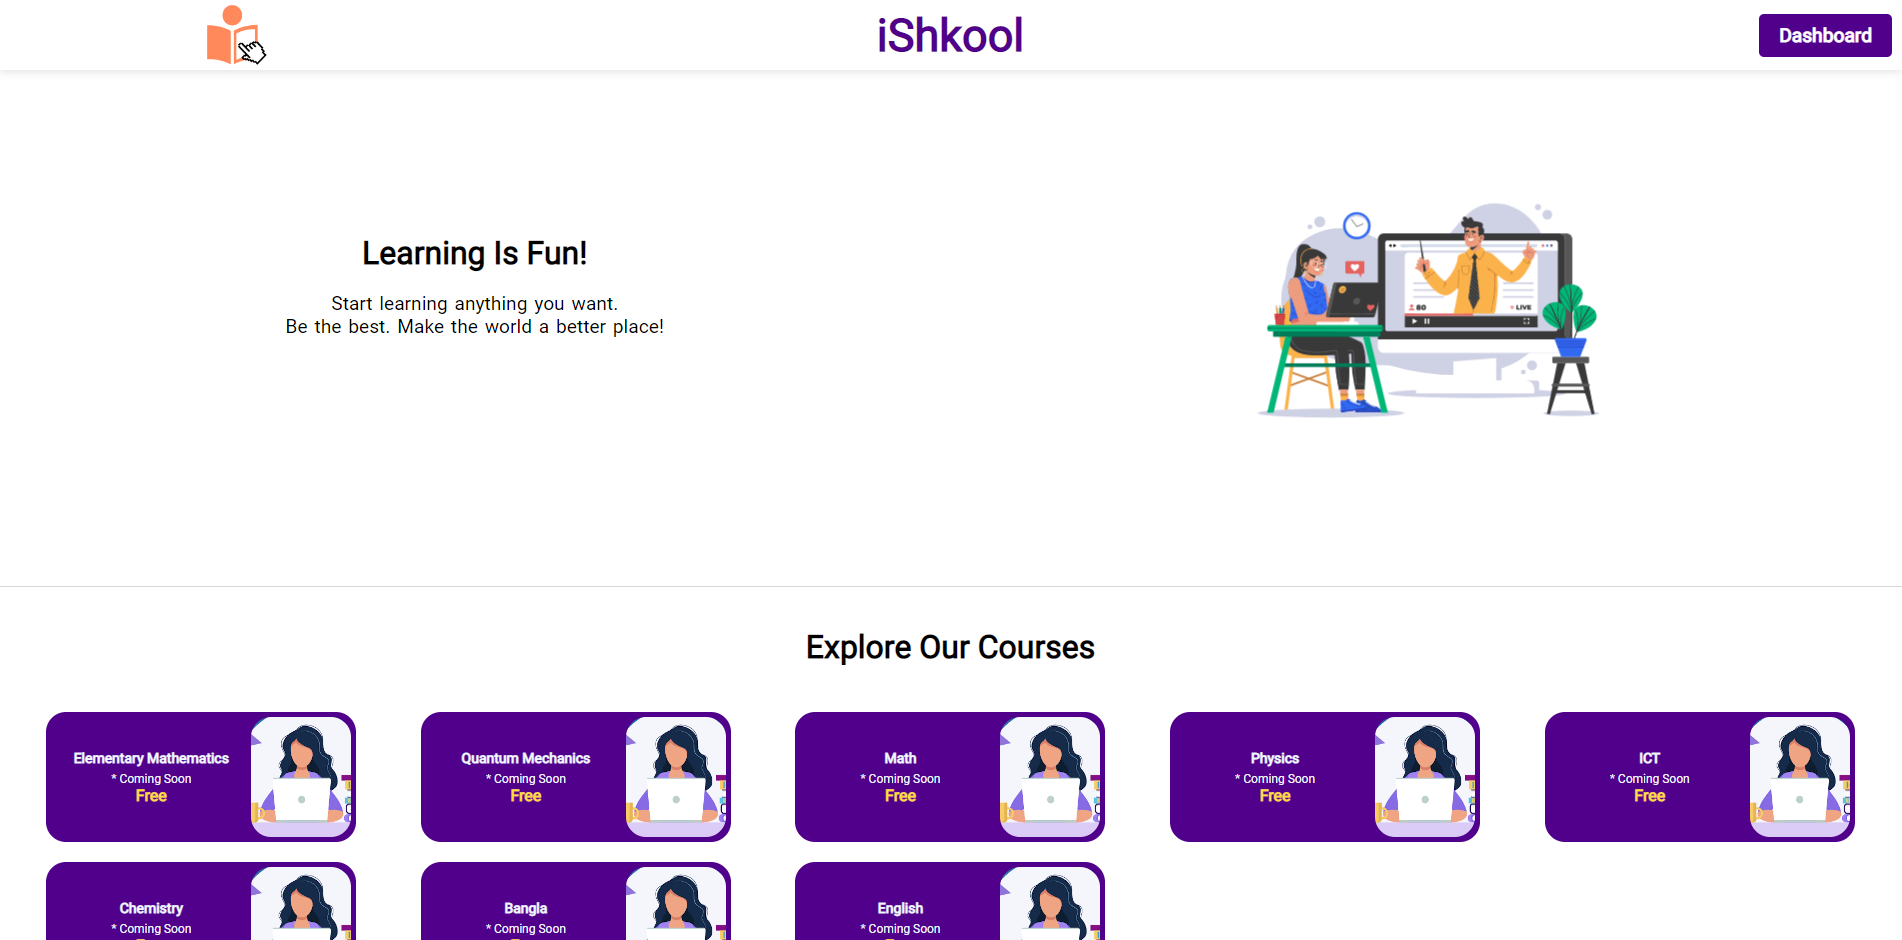 iShkool
Dashboard
Learning Is Fun!
Start learning anything you want.
Be the best. Make the world a better place!
80
LIVE
Explore Our Courses
Elementary Mathematics
* Coming Soon
Free
Quantum Mechanics
* Coming Soon
Free
Math
* Coming Soon
Free
Physics
* Coming Soon
Free
ICT
* Coming Soon
Free
Chemistry
* Coming Soon
Bangla
* Coming Soon
English
* Coming Soon